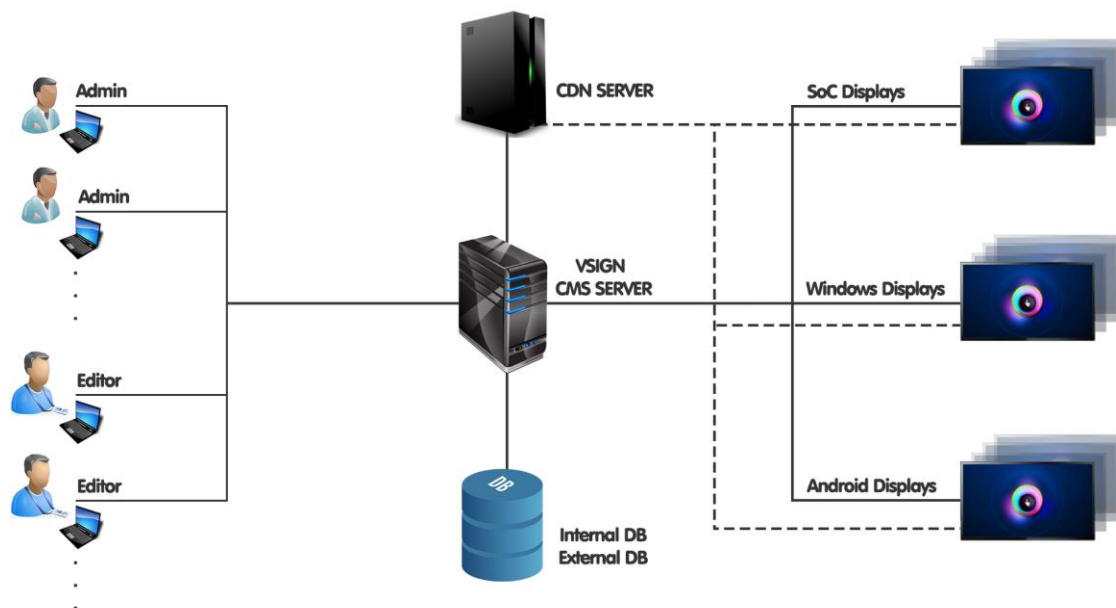 Admin
Admin
Editor
Editor
CDN SERVER
VSIGN
CMS SERVER
DB
Internal DB
External DB
SoC Displays
Windows Displays
Android Displays